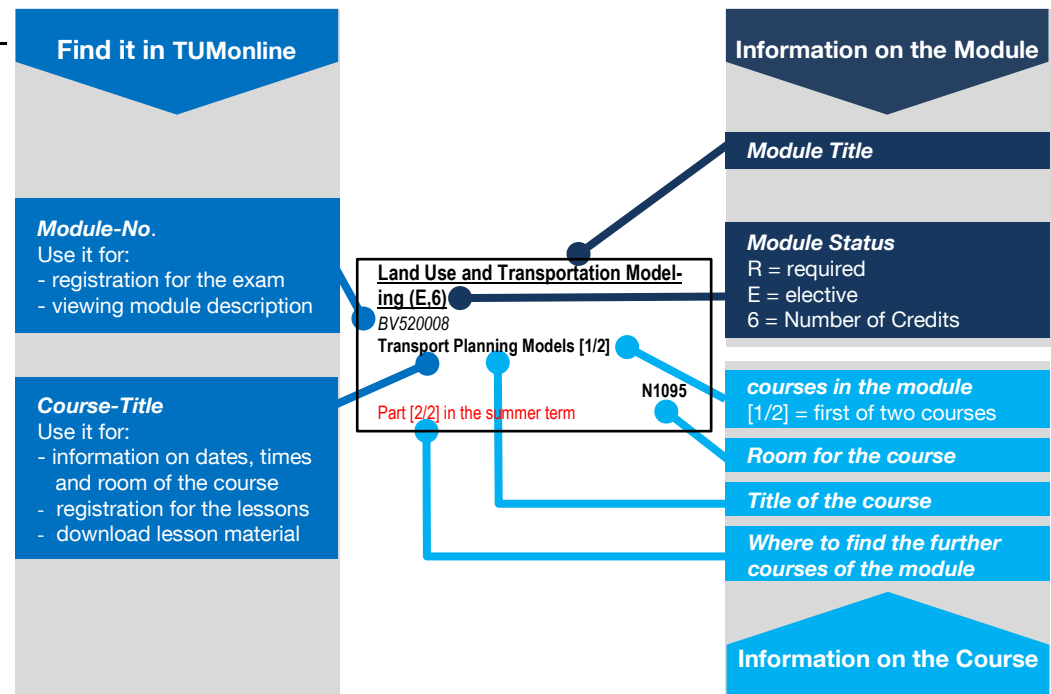 Find it in TUMonline
Module-No.
Use it for:
- registration for the exam
- viewing module description
Course-Title
Use it for:
- information on dates, times
and room of the course
- registration for the lessons
- download lesson material
Land Use and Transportation Model-
ing (E,6)
BV520008
Transport Planning Models [1/2]
N1095
Part [2/2] in the summer term
Information on the Module
Module Title
Module Status
R = required
E = elective
6 = Number of Credits
courses in the module
[1/2] = first of two courses
Room for the course
Title of the course
Where to find the further
courses of the module
Information on the Course